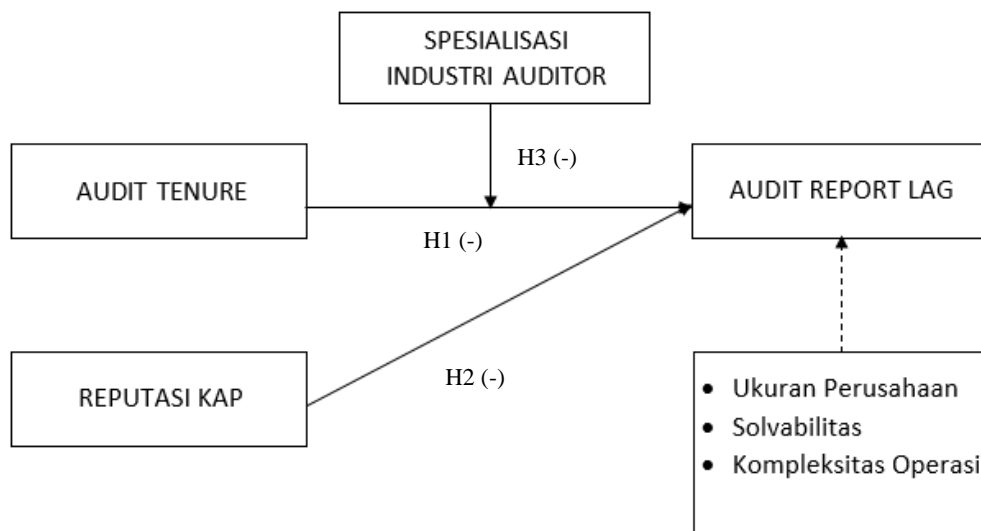 SPESIALISASI
INDUSTRI AUDITOR
H3 (-)
AUDIT TENURE
AUDIT REPORT LAG
H1 (-)
REPUTASI KAP
H2 (-)
• Ukuran Perusahaan
• Solvabilitas
• Kompleksitas Operasi